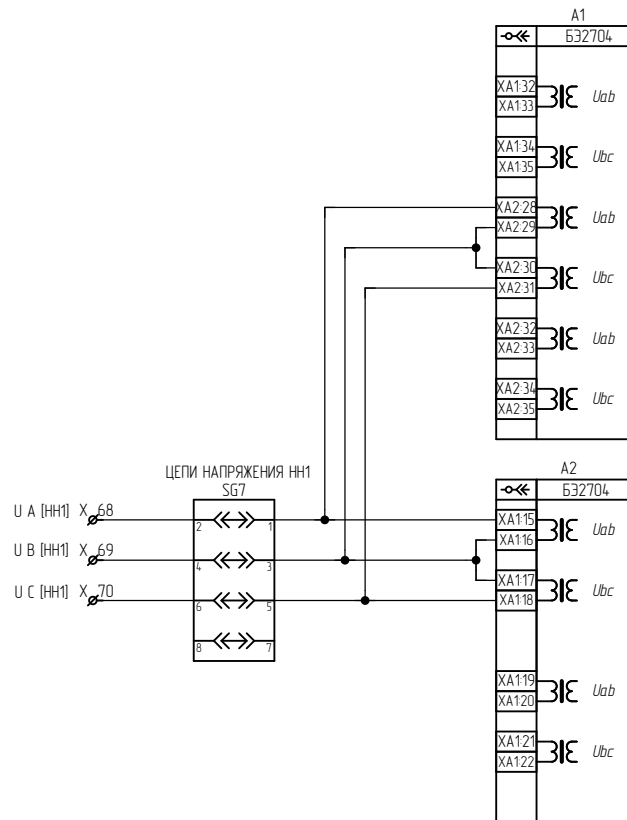 A1
БЭ2704
XA1:32
XA1:33
Uab
XA1:34
XA1:35
Ubc
XA2:28
XA2:29
Uab
XA2:30
XA2:31
Ubc
XA2:32
XA2:33
Uab
XA2:34
XA2:35
Ubc
ЦЕПИ НАПРЯЖЕНИЯ НН1
SG7
U A [НН1] X 68
2 1
U B [НН1] X 69
4 3
U C [НН1] X 70
6 5
8 7
A2
БЭ2704
XA1:15
XA1:16
Uab
XA1:17
XA1:18
Ubc
XA1:19
XA1:20
Uab
XA1:21
XA1:22
Ubc